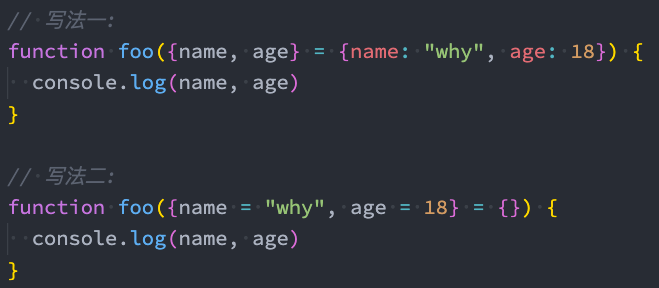 // 写法一:
function foo({name, age} = {name: "why", age: 18}) {
  console.log(name, age)
}
// 写法二:
function foo({name = "why", age = 18} = {}) {
  console.log(name, age)
}